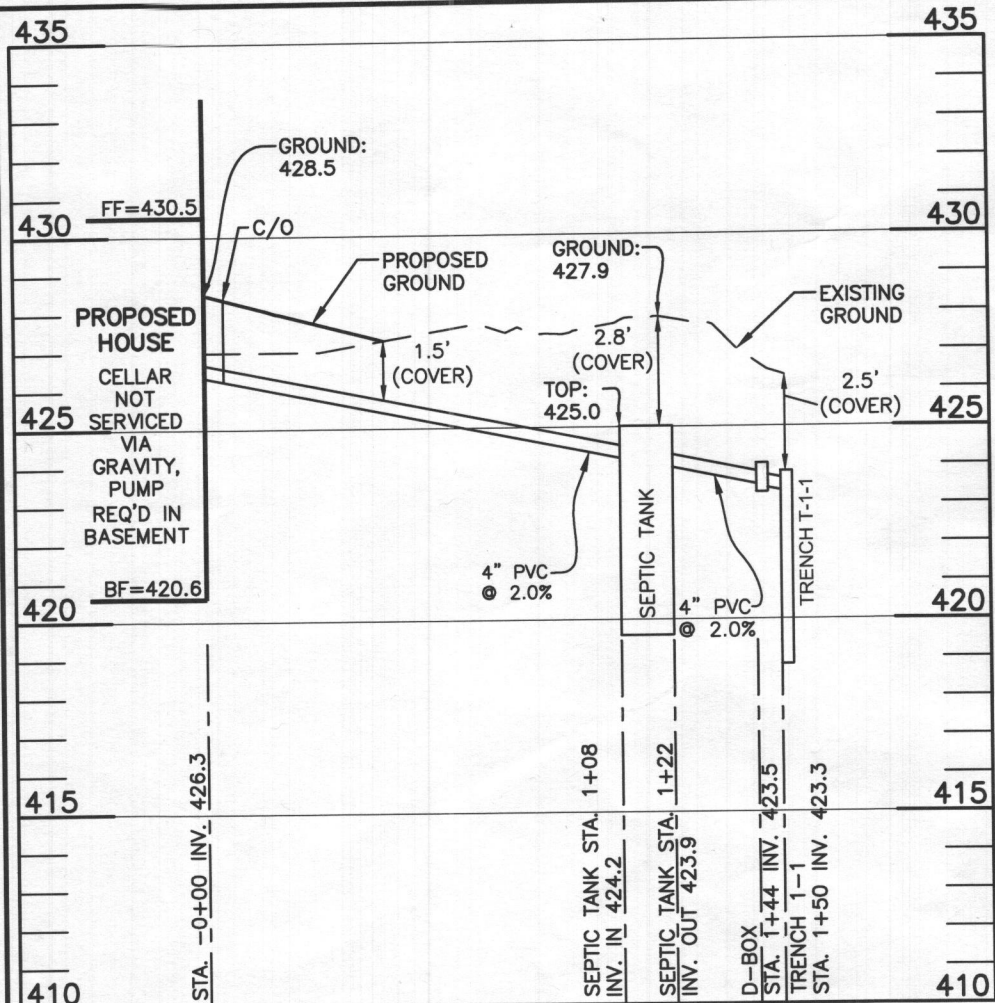 435
435
GROUND:
428.5
FF=430.5
430
430
C/O
PROPOSED
GROUND
GROUND:
427.9
EXISTING
GROUND
PROPOSED
HOUSE
CELLAR
NOT
SERVICED
VIA
GRAVITY,
PUMP
REQ'D IN
BASEMENT
1.5'
(COVER)
2.8'
(COVER)
TOP:
425.0
2.5'
(COVER)
425
425
SEPTIC TANK
TRENCH T-1-1
4" PVC
@ 2.0%
4" PVC
@ 2.0%
BF=420.6
420
420
415
415
STA. -0+00 INV. 426.3
SEPTIC TANK STA. 1+08
INV. IN 424.2
SEPTIC TANK STA. 1+22
INV. OUT 423.9
D-BOX
STA. 1+44 INV. 423.5
TRENCH 1-1
STA. 1+50 INV. 423.3
410
410